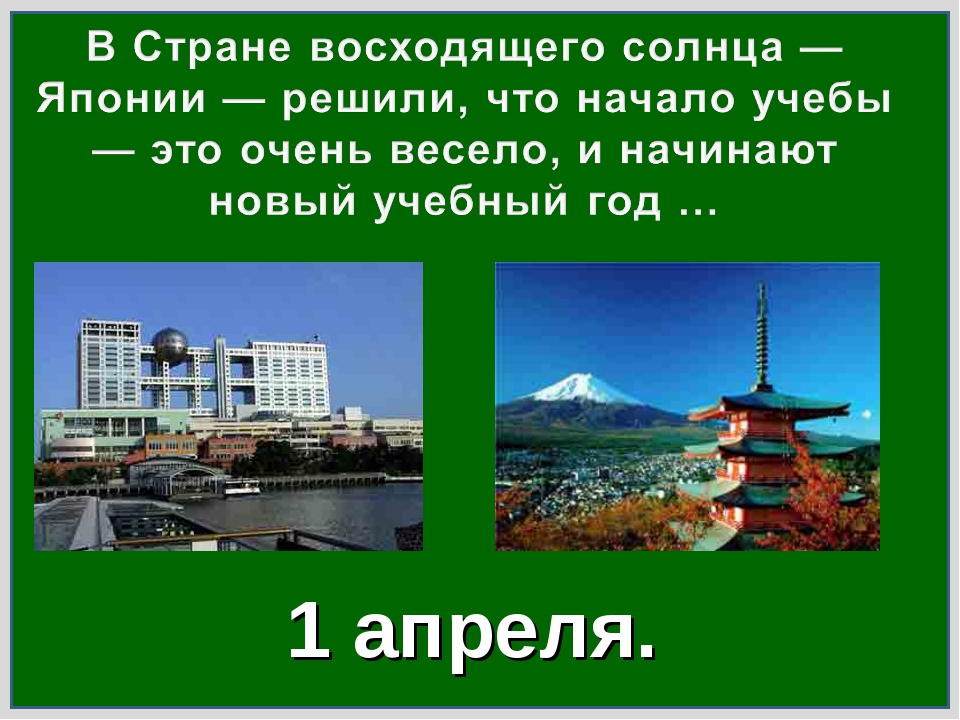 В Стране восходящего солнца —
Японии — решили, что начало учебы
— это очень весело, и начинают
новый учебный год …
1 апреля.